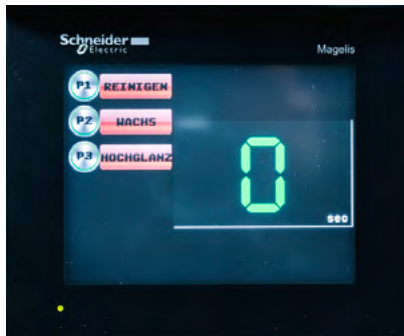 Schneider
Electric
Magelis
P1 REINIGEN
P2 WACHS
P3 HOCHGLANZ
0
sec